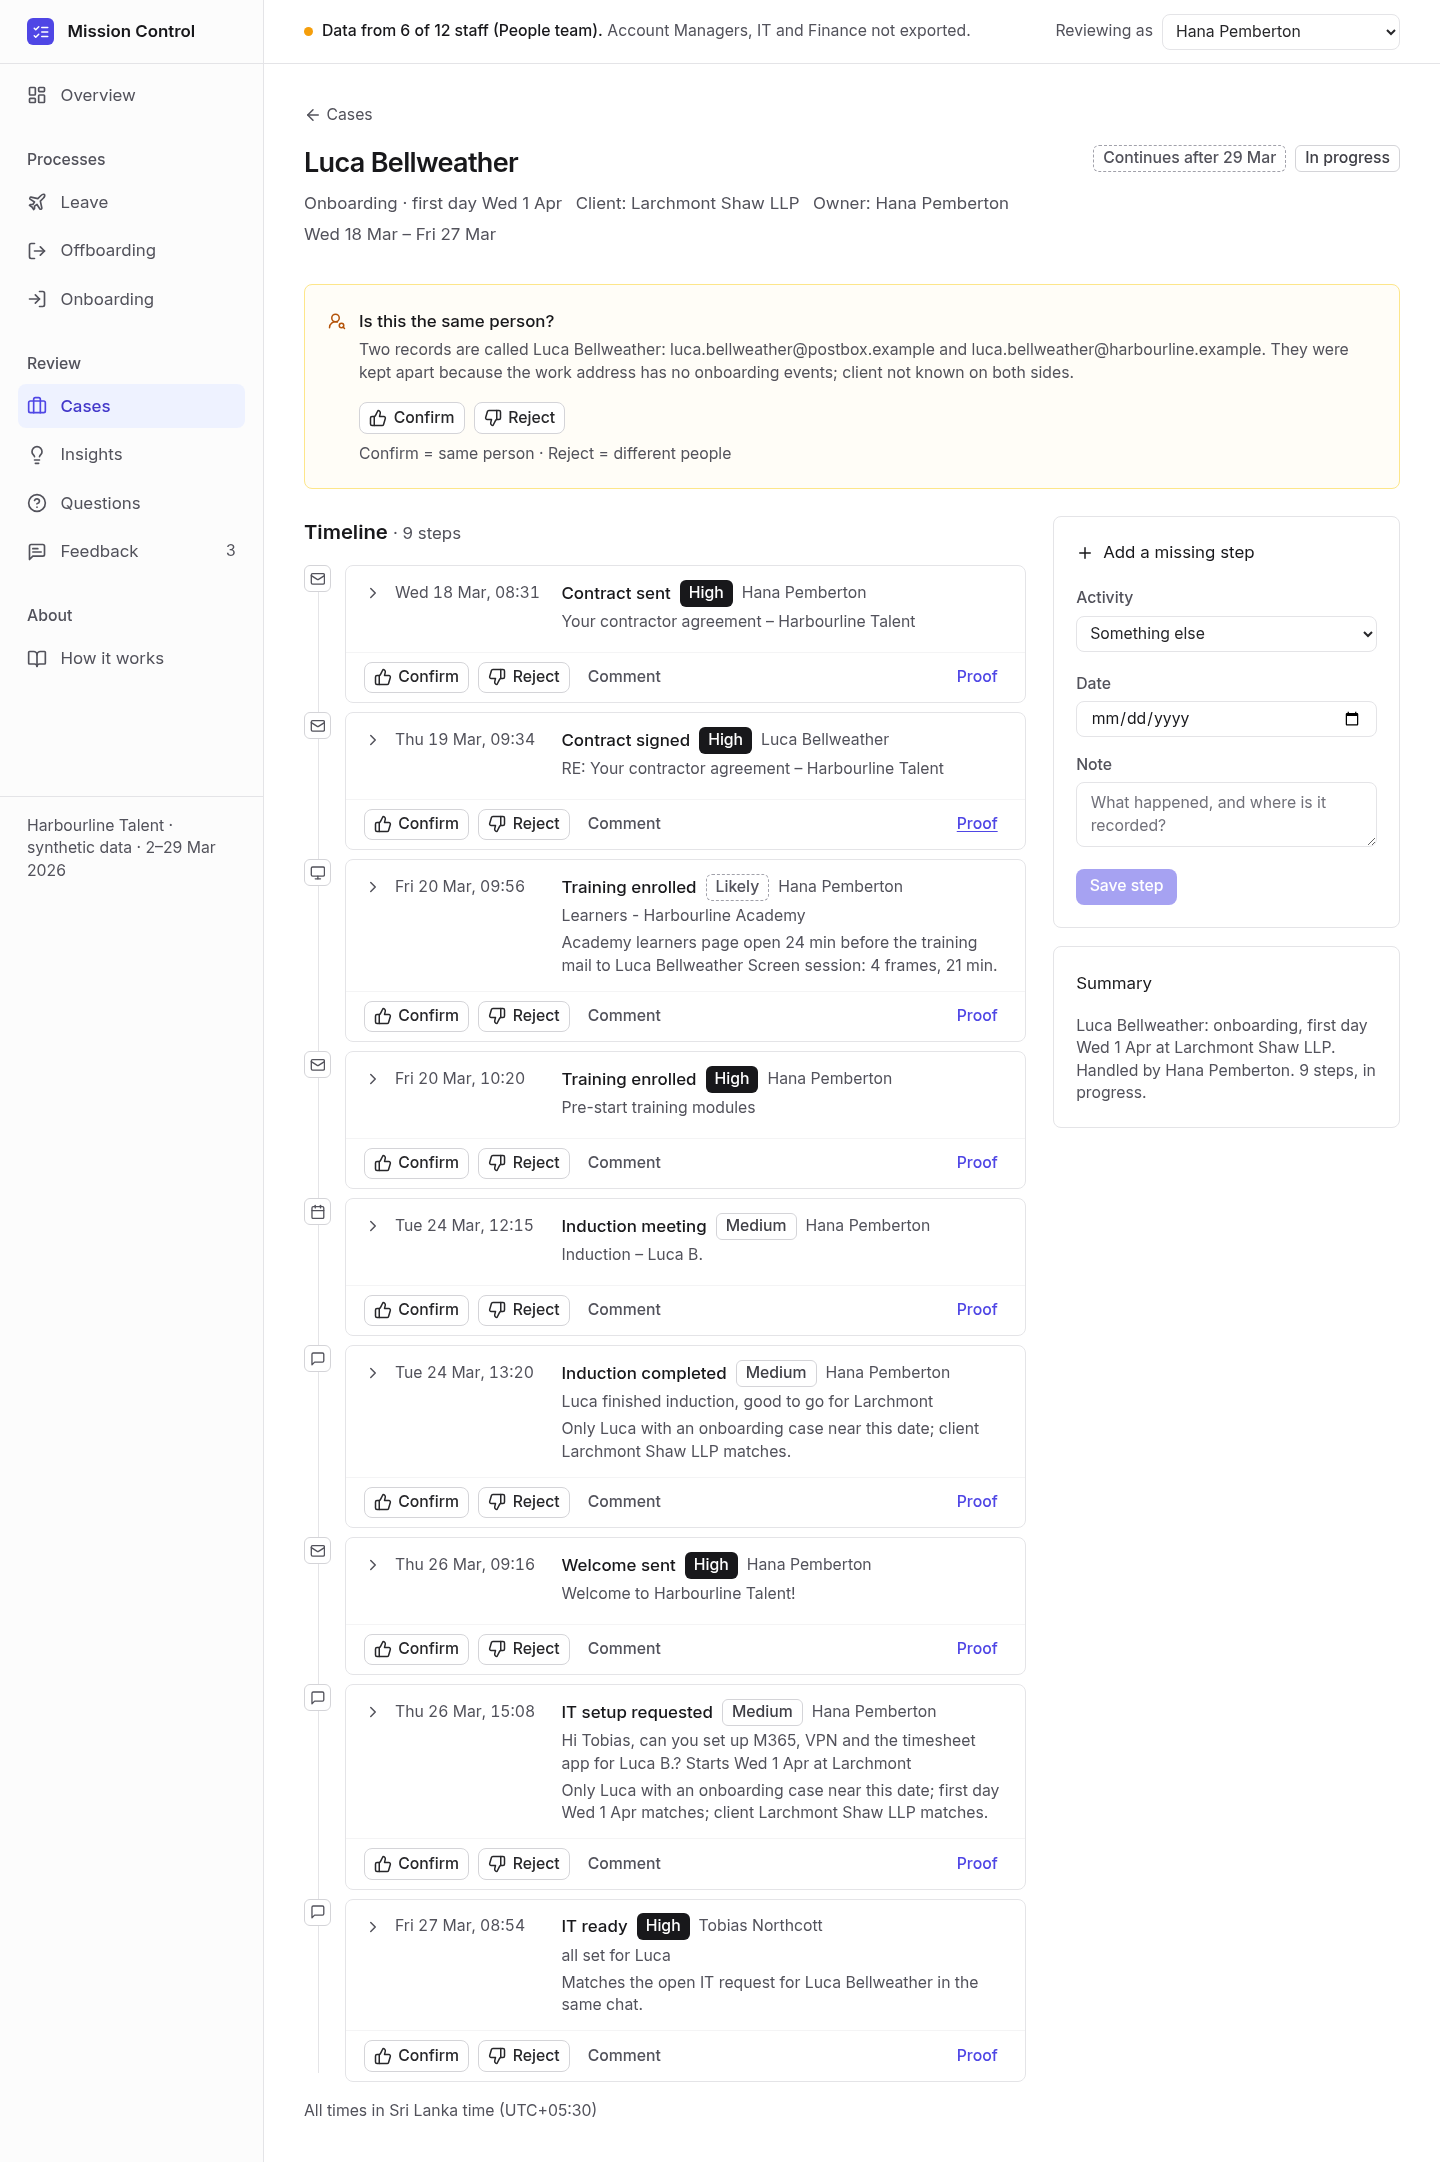 Mission Control
Data from 6 of 12 staff (People team). Account Managers, IT and Finance not exported.
Reviewing as
Hana Pemberton
Overview
Processes
Leave
Offboarding
Onboarding
Review
Cases
Insights
Questions
Feedback 3
About
How it works
Harbourline Talent ·
synthetic data · 2–29 Mar
2026
Cases
Luca Bellweather
Continues after 29 Mar
In progress
Onboarding · first day Wed 1 Apr Client: Larchmont Shaw LLP Owner: Hana Pemberton
Wed 18 Mar – Fri 27 Mar
Is this the same person?
Two records are called Luca Bellweather: luca.bellweather@postbox.example and luca.bellweather@harbourline.example. They were
kept apart because the work address has no onboarding events; client not known on both sides.
Confirm Reject
Confirm = same person · Reject = different people
Timeline · 9 steps
Wed 18 Mar, 08:31 Contract sent High Hana Pemberton
Your contractor agreement – Harbourline Talent
Confirm Reject Comment Proof
Thu 19 Mar, 09:34 Contract signed High Luca Bellweather
RE: Your contractor agreement – Harbourline Talent
Confirm Reject Comment Proof
Fri 20 Mar, 09:56 Training enrolled Likely Hana Pemberton
Learners - Harbourline Academy
Academy learners page open 24 min before the training
mail to Luca Bellweather Screen session: 4 frames, 21 min.
Confirm Reject Comment Proof
Fri 20 Mar, 10:20 Training enrolled High Hana Pemberton
Pre-start training modules
Confirm Reject Comment Proof
Tue 24 Mar, 12:15 Induction meeting Medium Hana Pemberton
Induction – Luca B.
Confirm Reject Comment Proof
Tue 24 Mar, 13:20 Induction completed Medium Hana Pemberton
Luca finished induction, good to go for Larchmont
Only Luca with an onboarding case near this date; client
Larchmont Shaw LLP matches.
Confirm Reject Comment Proof
Thu 26 Mar, 09:16 Welcome sent High Hana Pemberton
Welcome to Harbourline Talent!
Confirm Reject Comment Proof
Thu 26 Mar, 15:08 IT setup requested Medium Hana Pemberton
Hi Tobias, can you set up M365, VPN and the timesheet
app for Luca B.? Starts Wed 1 Apr at Larchmont
Only Luca with an onboarding case near this date; first day
Wed 1 Apr matches; client Larchmont Shaw LLP matches.
Confirm Reject Comment Proof
Fri 27 Mar, 08:54 IT ready High Tobias Northcott
all set for Luca
Matches the open IT request for Luca Bellweather in the
same chat.
Confirm Reject Comment Proof
All times in Sri Lanka time (UTC+05:30)
Add a missing step
Activity
Something else
Date
mm/dd/yyyy
Note
What happened, and where is it
recorded?
Save step
Summary
Luca Bellweather: onboarding, first day
Wed 1 Apr at Larchmont Shaw LLP.
Handled by Hana Pemberton. 9 steps, in
progress.